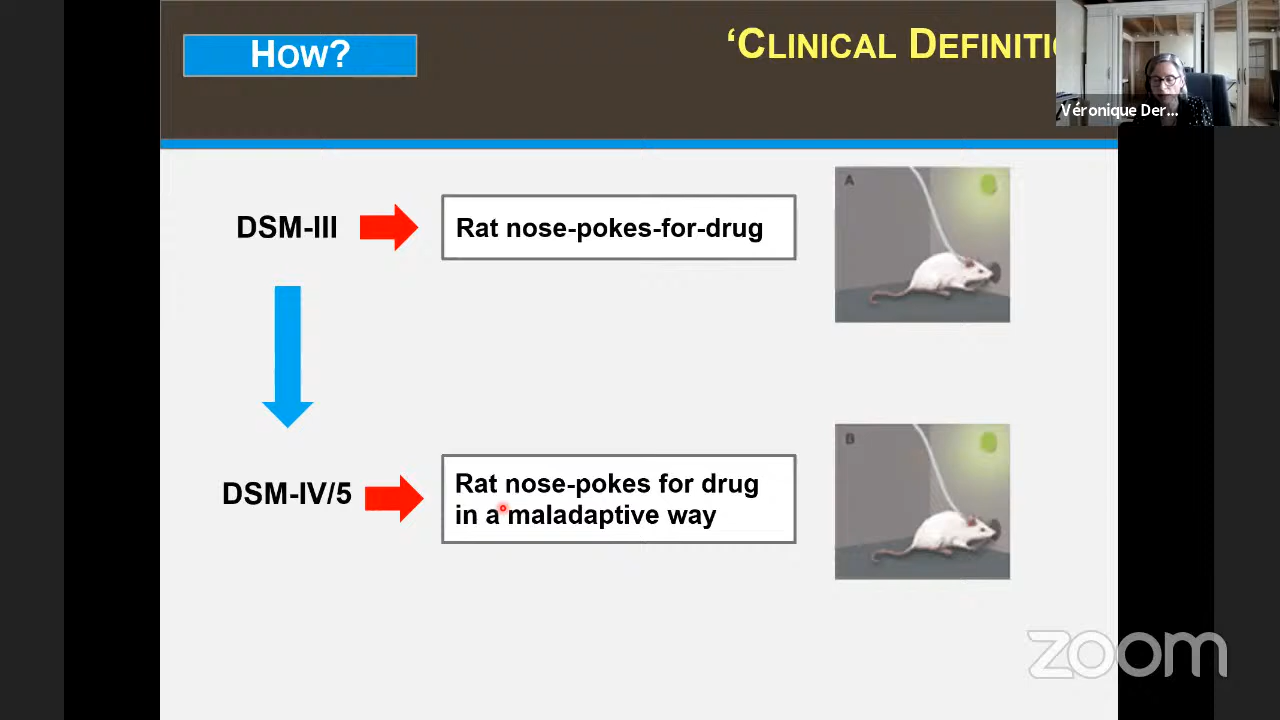 HOW?
‘CLINICAL DEFINITI
Véronique Der...
DSM-III
Rat nose-pokes-for-drug
A
DSM-IV/5
Rat nose-pokes for drug
in a maladaptive way
B
zoom